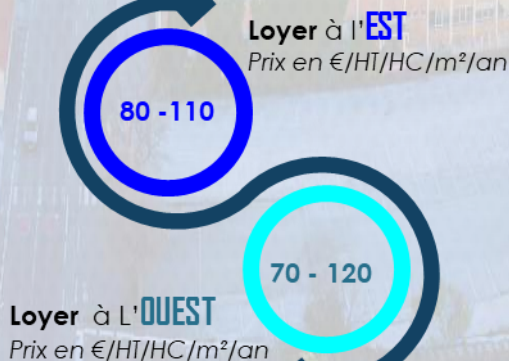 Loyer à l'EST
Prix en €/HT/HC/m²/an
80 -110
70 - 120
Loyer à L'OUEST
Prix en €/HT/HC/m²/an